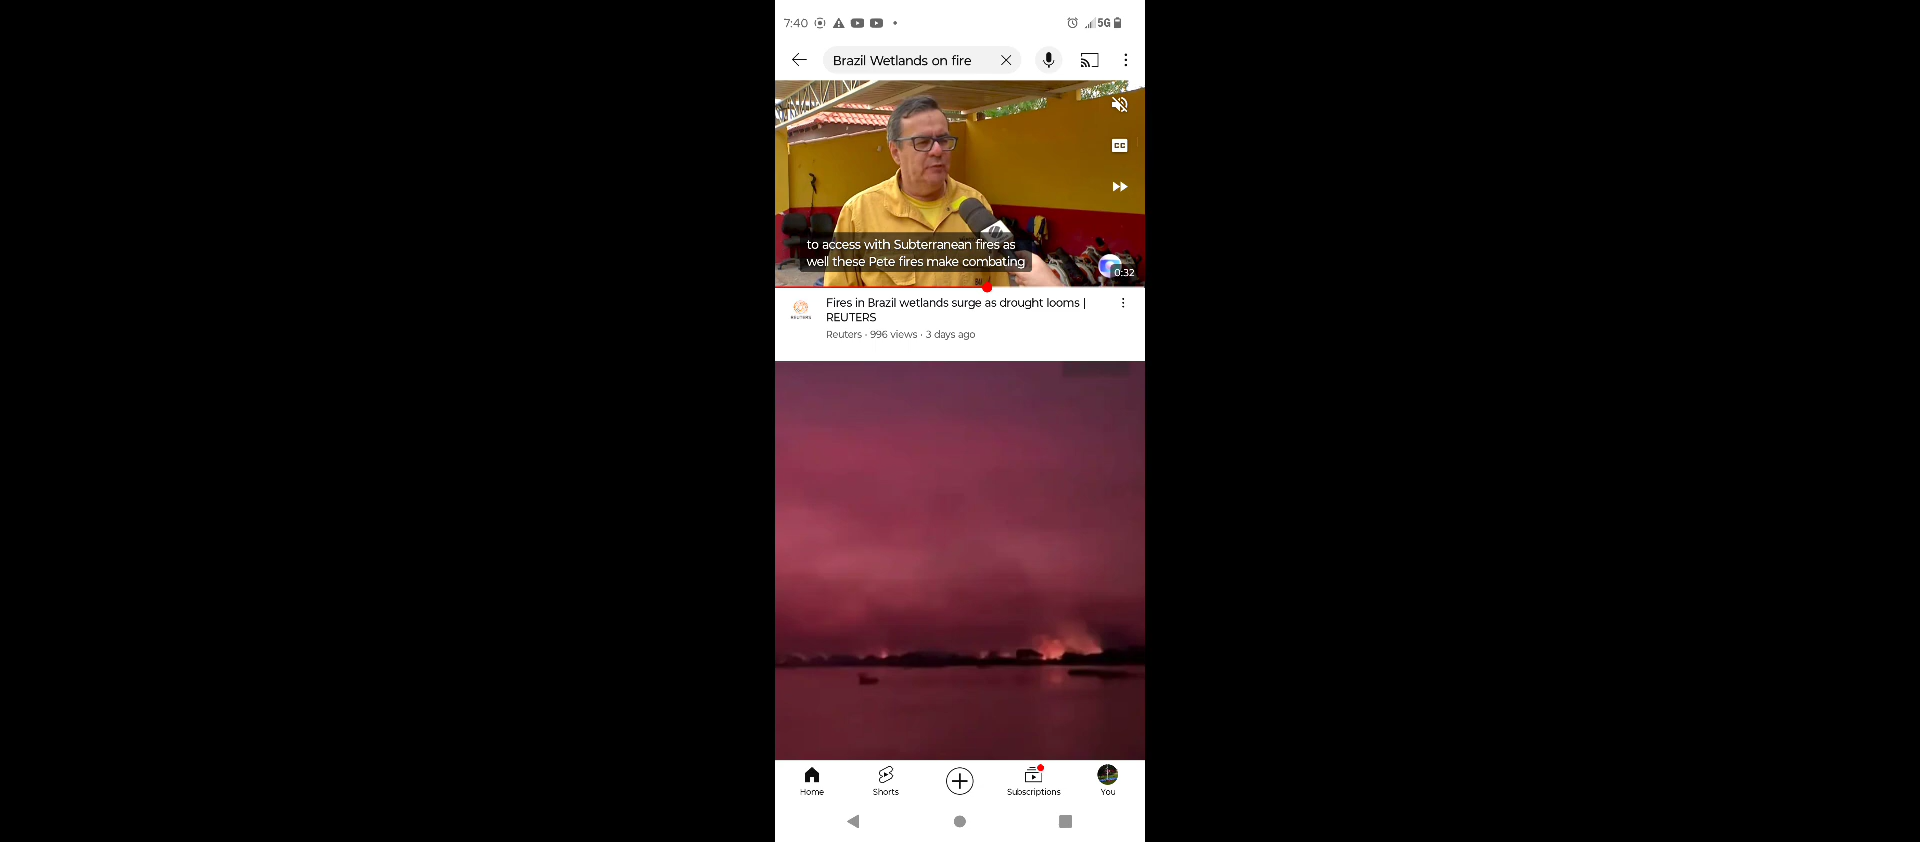 7:40
5G
Brazil Wetlands on fire
CC
to access with Subterranean fires as
well these Pete fires make combating
0:32
REUTERS
Fires in Brazil wetlands surge as drought looms |
REUTERS
Reuters · 996 views · 3 days ago
Home
Shorts
Subscriptions
You